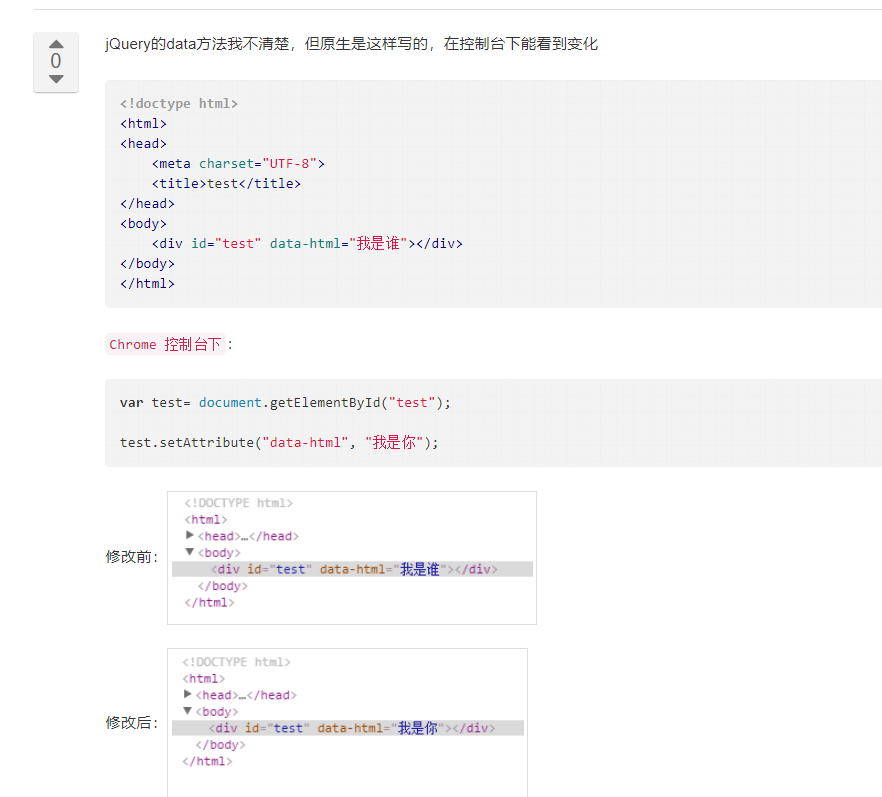 jQuery的data方法我不清楚，但原生是这样写的，在控制台下能看到变化
0
<!doctype html>
<html>
<head>
<meta charset="UTF-8">
<title>test</title>
</head>
<body>
<div id="test" data-html="我是谁"></div>
</body>
</html>
Chrome 控制台下：
var test= document.getElementById("test");
test.setAttribute("data-html", "我是你");
<!DOCTYPE html>
<html>
<head>…</head>
<body>
修改前：
<div id="test" data-html="我是谁"></div>
</body>
</html>
<!DOCTYPE html>
<html>
<head>…</head>
<body>
修改后：
<div id="test" data-html="我是你"></div>
</body>
</html>